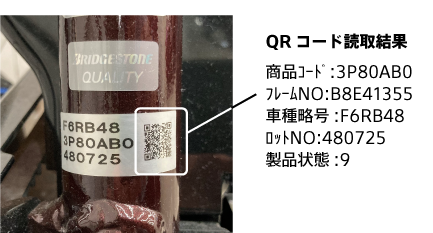 BRIDGESTONE
QUALITY
F6RB48
3P80AB0
480725
QRコード読取結果
商品ｺｰﾄﾞ:3P80AB0
ﾌﾚｰﾑNO:B8E41355
車種略号:F6RB48
ﾛｯﾄNO:480725
製品状態:9